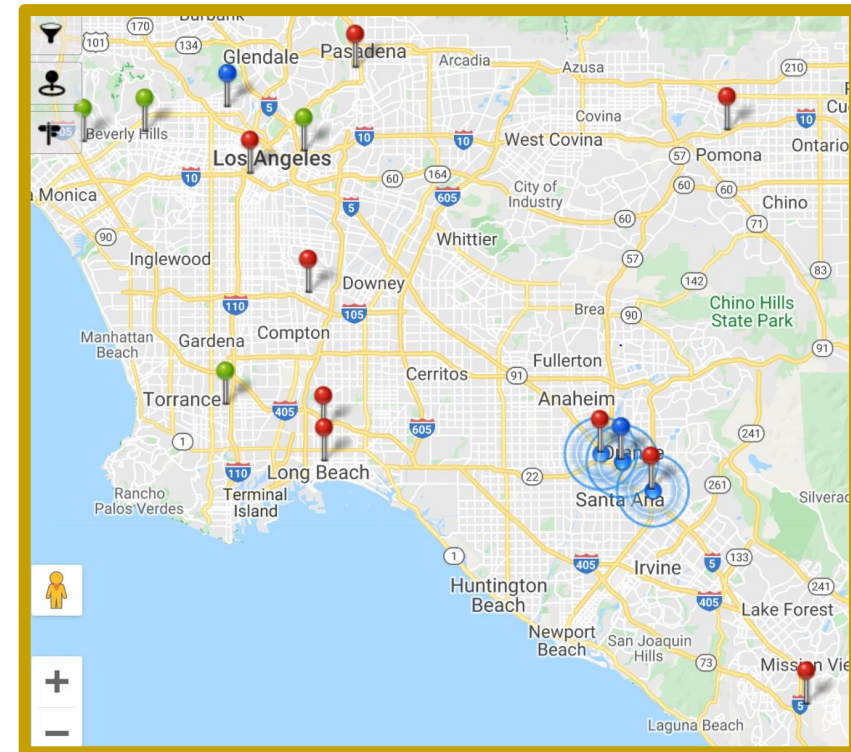 Burbank
170
101
134
Glendale
Pasadena
Arcadia
Azusa
210
5
Covina
10
Beverly Hills
10
10
West Covina
Los Angeles
57
Pomona
Ontario
10
60
164
605
City of
Industry
60
60
Chino
a Monica
5
71
60
90
Whittier
Inglewood
57
83
Downey
142
110
105
Brea
90
Chino Hills
State Park
Manhattan
Beach
Gardena
Compton
91
Fullerton
Cerritos
91
Anaheim
Torrance
405
605
241
1
Orange
110
Long Beach
22
261
Rancho
Palos Verdes
Terminal
Island
Santa Ana
Silverad
1
405
Irvine
5
133
Huntington
Beach
405
241
Lake Forest
Newport
Beach
San Joaquin
Hills
73
Mission Vie
5
Laguna Beach
+
−